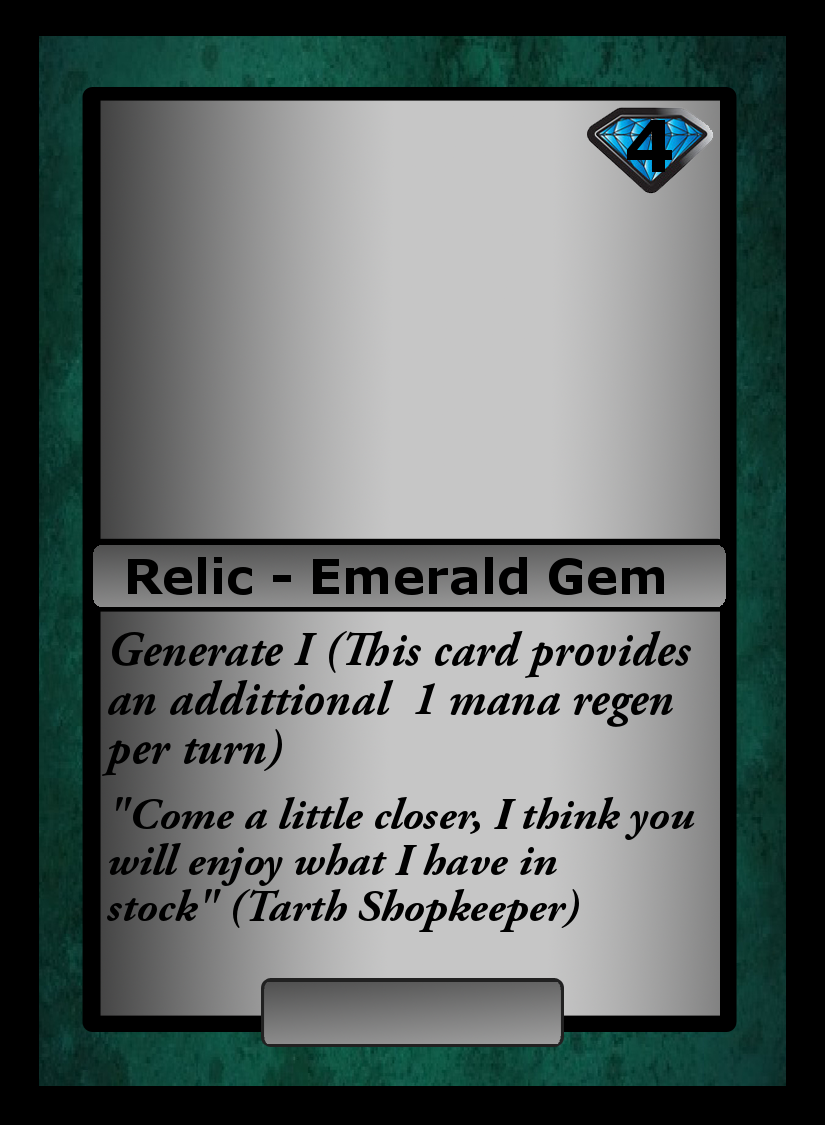 4
Relic - Emerald Gem
Generate I (This card provides
an addittional 1 mana regen
per turn)
"Come a little closer, I think you
will enjoy what I have in
stock" (Tarth Shopkeeper)